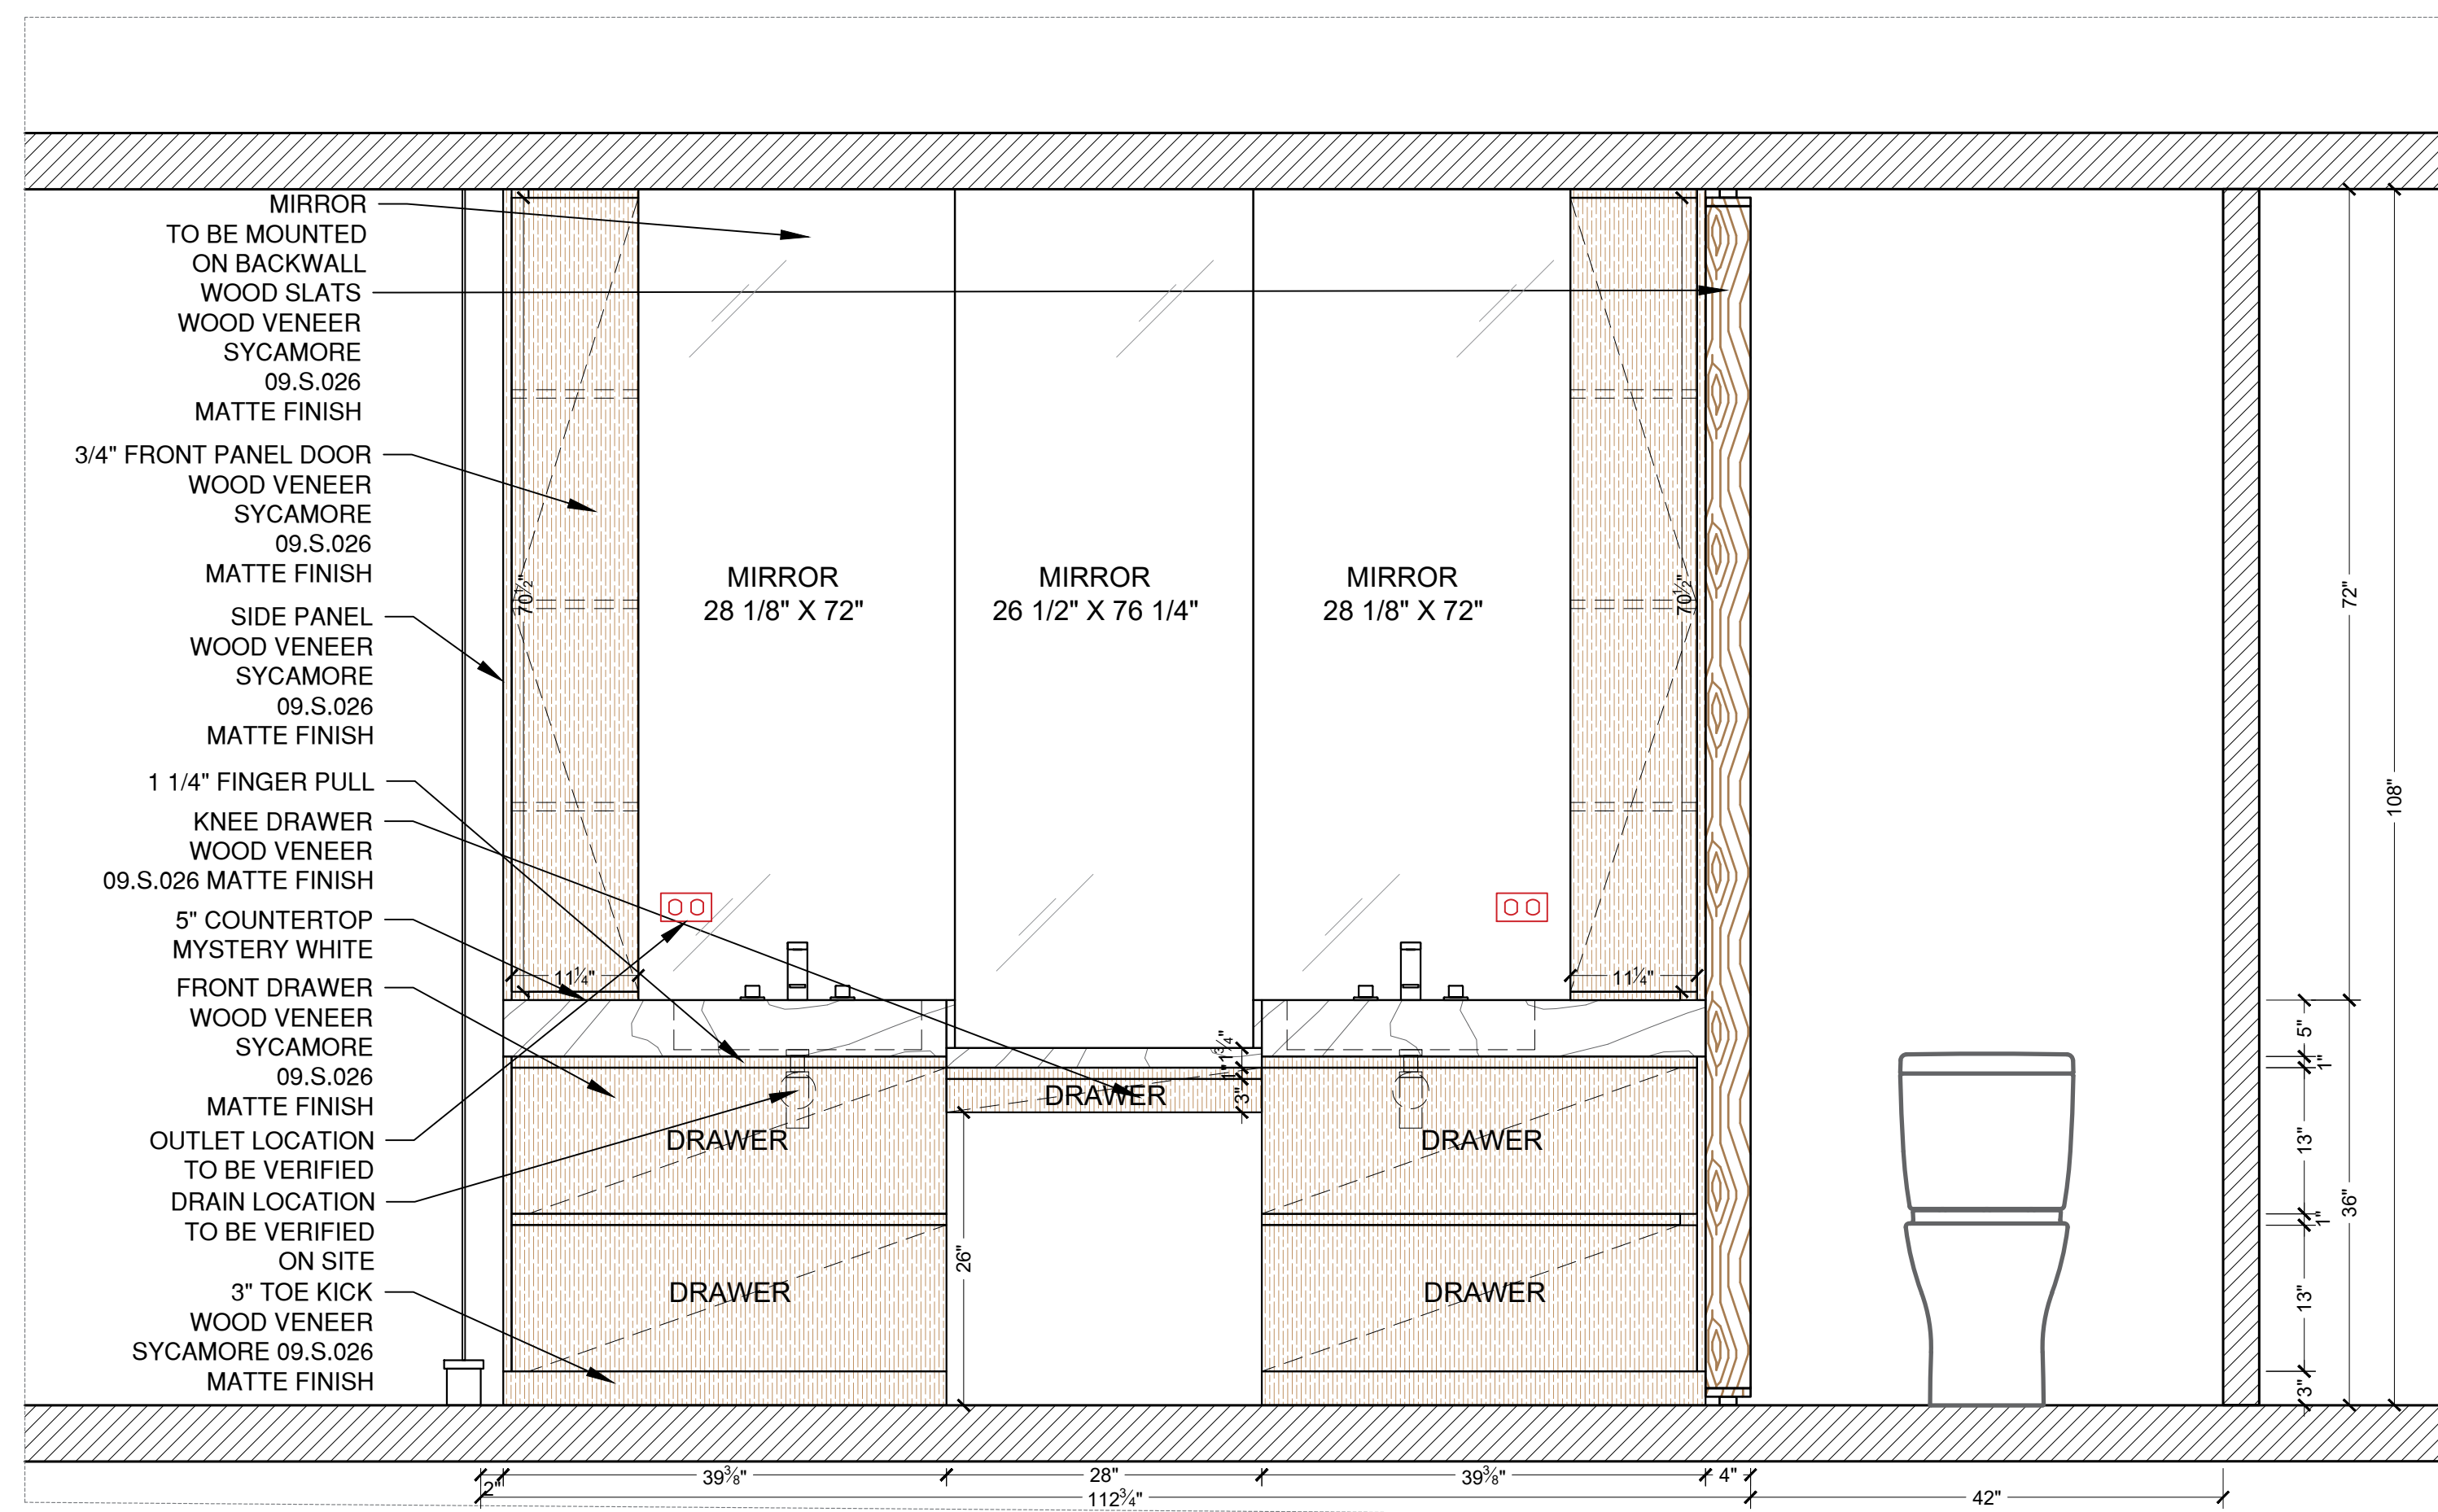 MIRROR
TO BE MOUNTED
ON BACKWALL
WOOD SLATS
WOOD VENEER
SYCAMORE
09.S.026
MATTE FINISH
3/4" FRONT PANEL DOOR
WOOD VENEER
SYCAMORE
09.S.026
MATTE FINISH
SIDE PANEL
WOOD VENEER
SYCAMORE
09.S.026
MATTE FINISH
1 1/4" FINGER PULL
KNEE DRAWER
WOOD VENEER
09.S.026 MATTE FINISH
5" COUNTERTOP
MYSTERY WHITE
FRONT DRAWER
WOOD VENEER
SYCAMORE
09.S.026
MATTE FINISH
OUTLET LOCATION
TO BE VERIFIED
DRAIN LOCATION
TO BE VERIFIED
ON SITE
3" TOE KICK
WOOD VENEER
SYCAMORE 09.S.026
MATTE FINISH
70½"
MIRROR
28 1/8" X 72"
MIRROR
26 1/2" X 76 1/4"
MIRROR
28 1/8" X 72"
70½"
11¼"
11¼"
1¾"
1"
3"
DRAWER
DRAWER
DRAWER
26"
DRAWER
DRAWER
72"
108"
36"
5"
1"
13"
1"
13"
3"
2"
39⅜"
28"
39⅜"
4"
112¾"
42"